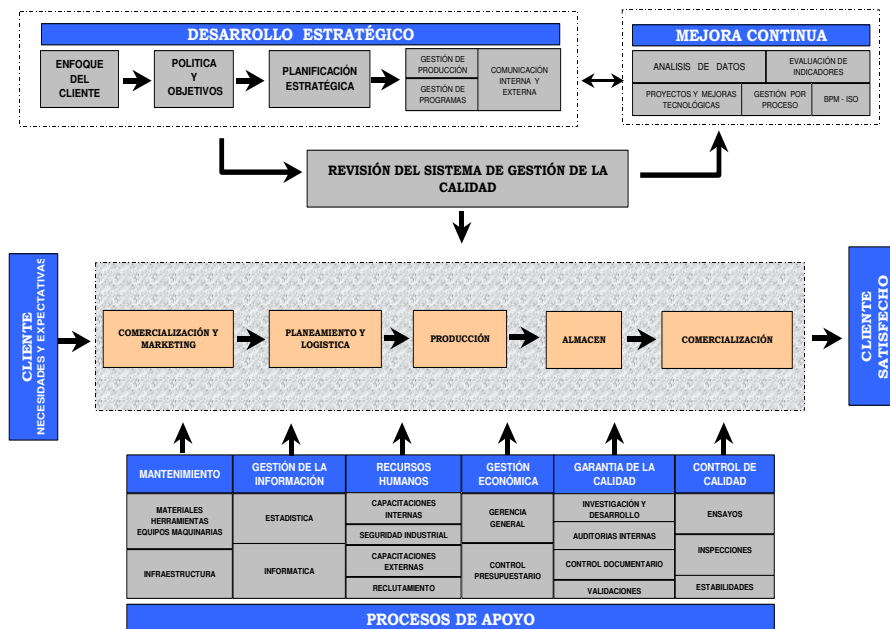 DESARROLLO ESTRATÉGICO
ENFOQUE
DEL
CLIENTE
POLITICA
Y
OBJETIVOS
PLANIFICACIÓN
ESTRATÉGICA
GESTIÓN DE
PRODUCCIÓN
GESTIÓN DE
PROGRAMAS
COMUNICACIÓN
INTERNA Y
EXTERNA
MEJORA CONTINUA
ANALISIS DE DATOS
EVALUACIÓN DE
INDICADORES
PROYECTOS Y MEJORAS
TECNOLÓGICAS
GESTIÓN POR
PROCESO
BPM - ISO
REVISIÓN DEL SISTEMA DE GESTIÓN DE LA
CALIDAD
CLIENTE
NECESIDADES Y EXPECTATIVAS
COMERCIALIZACIÓN Y
MARKETING
PLANEAMIENTO Y
LOGISTICA
PRODUCCIÓN
ALMACEN
COMERCIALIZACIÓN
CLIENTE
SATISFECHO
MANTENIMIENTO
MATERIALES
HERRAMIENTAS
EQUIPOS MAQUINARIAS
INFRAESTRUCTURA
GESTIÓN DE LA
INFORMACIÓN
ESTADISTICA
INFORMATICA
RECURSOS
HUMANOS
CAPACITACIONES
INTERNAS
SEGURIDAD INDUSTRIAL
CAPACITACIONES
EXTERNAS
RECLUTAMIENTO
GESTIÓN
ECONÓMICA
GERENCIA
GENERAL
CONTROL
PRESUPUESTARIO
GARANTIA DE LA
CALIDAD
INVESTIGACIÓN Y
DESARROLLO
AUDITORIAS INTERNAS
CONTROL DOCUMENTARIO
VALIDACIONES
CONTROL DE
CALIDAD
ENSAYOS
INSPECCIONES
ESTABILIDADES
PROCESOS DE APOYO